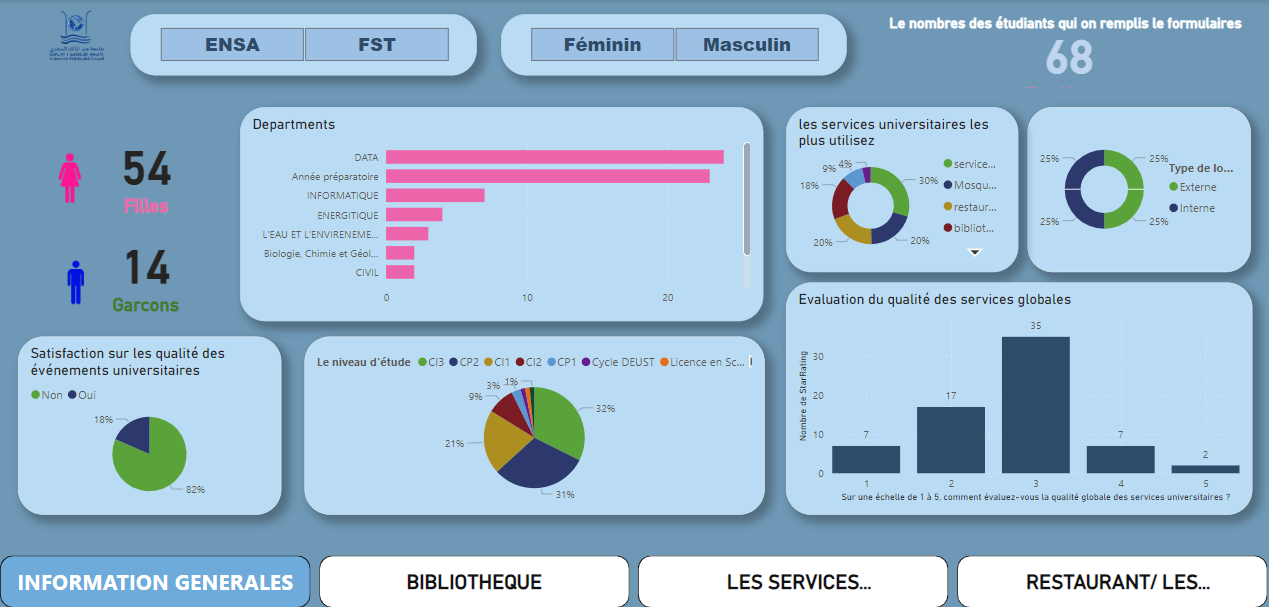 ENSA
FST
Féminin
Masculin
Le nombres des étudiants qui on remplis le formulaires
68
54
Filles
14
Garcons
Departments
DATA
Année préparatoire
INFORMATIQUE
ENERGITIQUE
L'EAU ET L'ENVIRENEME...
Biologie, Chimie et Géol...
CIVIL
0
10
20
les services universitaires les
plus utilisez
9%
4%
18%
30%
20%
20%
service...
Mosqu...
restaur...
bibliot...
25%
25%
25%
25%
Type de lo...
Externe
Interne
Satisfaction sur les qualité des
événements universitaires
Non
Oui
18%
82%
Le niveau d'étude
CI3
CP2
CI1
CI2
CP1
Cycle DEUST
Licence en Sc...
3%
1%
9%
32%
21%
31%
Evaluation du qualité des services globales
Nombre de StarRating
30
20
10
0
7
17
35
7
2
1
2
3
4
5
Sur une échelle de 1 à 5, comment évaluez-vous la qualité globale des services universitaires ?
INFORMATION GENERALES
BIBLIOTHEQUE
LES SERVICES...
RESTAURANT/ LES...